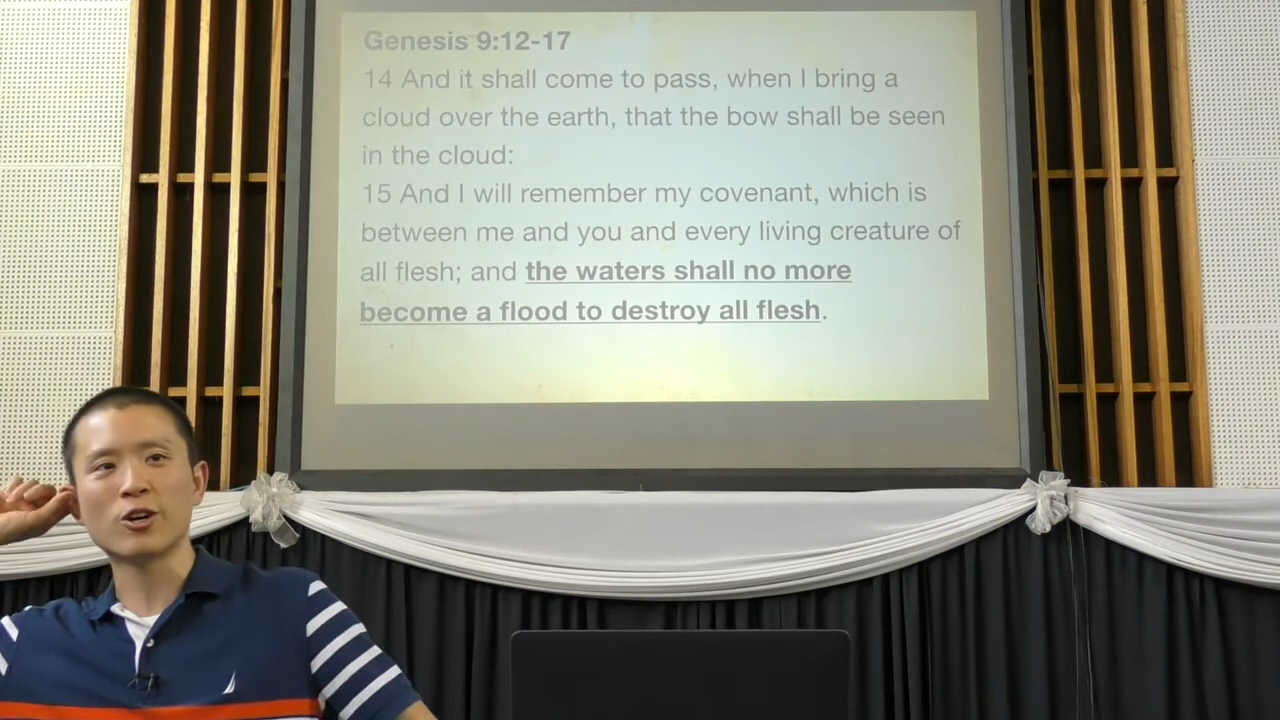 Genesis 9:12-17
14 And it shall come to pass, when I bring a
cloud over the earth, that the bow shall be seen
in the cloud:
15 And I will remember my covenant, which is
between me and you and every living creature of
all flesh; and the waters shall no more
become a flood to destroy all flesh.